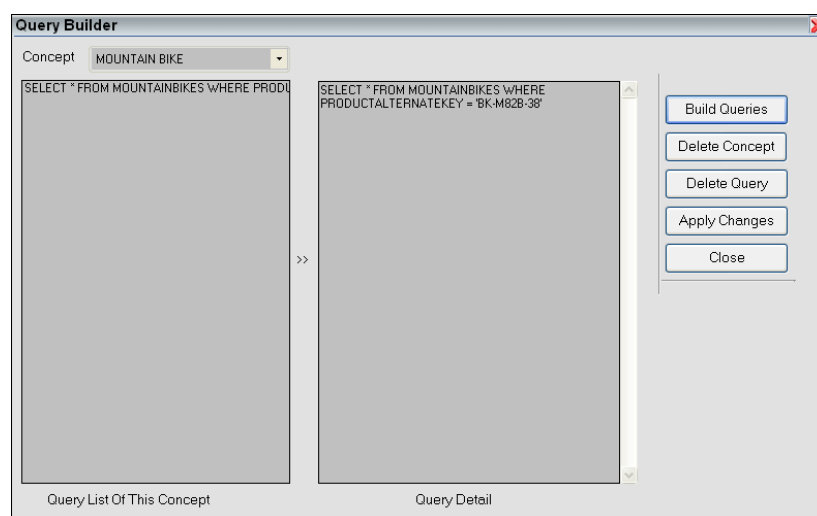 Query Builder
Concept MOUNTAIN BIKE
SELECT * FROM MOUNTAINBIKES WHERE PRODU
SELECT * FROM MOUNTAINBIKES WHERE
PRODUCTALTERNATEKEY = 'BK-M82B-38'
Build Queries
Delete Concept
Delete Query
Apply Changes
Close
>>
Query List Of This Concept
Query Detail